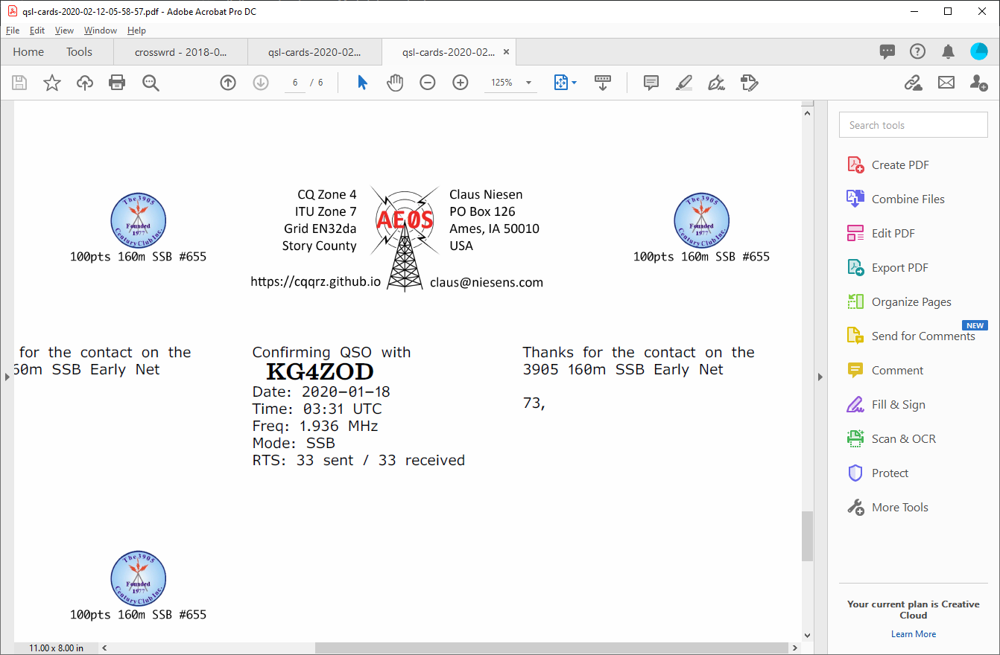 qsl-cards-2020-02-12-05-58-57.pdf - Adobe Acrobat Pro DC
File Edit View Window Help
Home Tools crosswrd - 2018-0... qsl-cards-2020-02... qsl-cards-2020-02... ×
6 / 6 125%
Search tools
Create PDF
Combine Files
Edit PDF
Export PDF
Organize Pages
NEW
Send for Comments
Comment
Fill & Sign
Scan & OCR
Protect
More Tools
Your current plan is Creative
Cloud
Learn More
The 3905
Founded
1977
Century Club Inc.
100pts 160m SSB #655
CQ Zone 4
ITU Zone 7
Grid EN32da
Story County
AE0S
Claus Niesen
PO Box 126
Ames, IA 50010
USA
https://cqqrz.github.io
claus@niesens.com
The 3905
Founded
1977
Century Club Inc.
100pts 160m SSB #655
for the contact on the
60m SSB Early Net
Confirming QSO with
KG4ZOD
Date: 2020-01-18
Time: 03:31 UTC
Freq: 1.936 MHz
Mode: SSB
RTS: 33 sent / 33 received
Thanks for the contact on the
3905 160m SSB Early Net
73,
The 3905
Founded
1977
Century Club Inc.
100pts 160m SSB #655
11.00 x 8.00 in